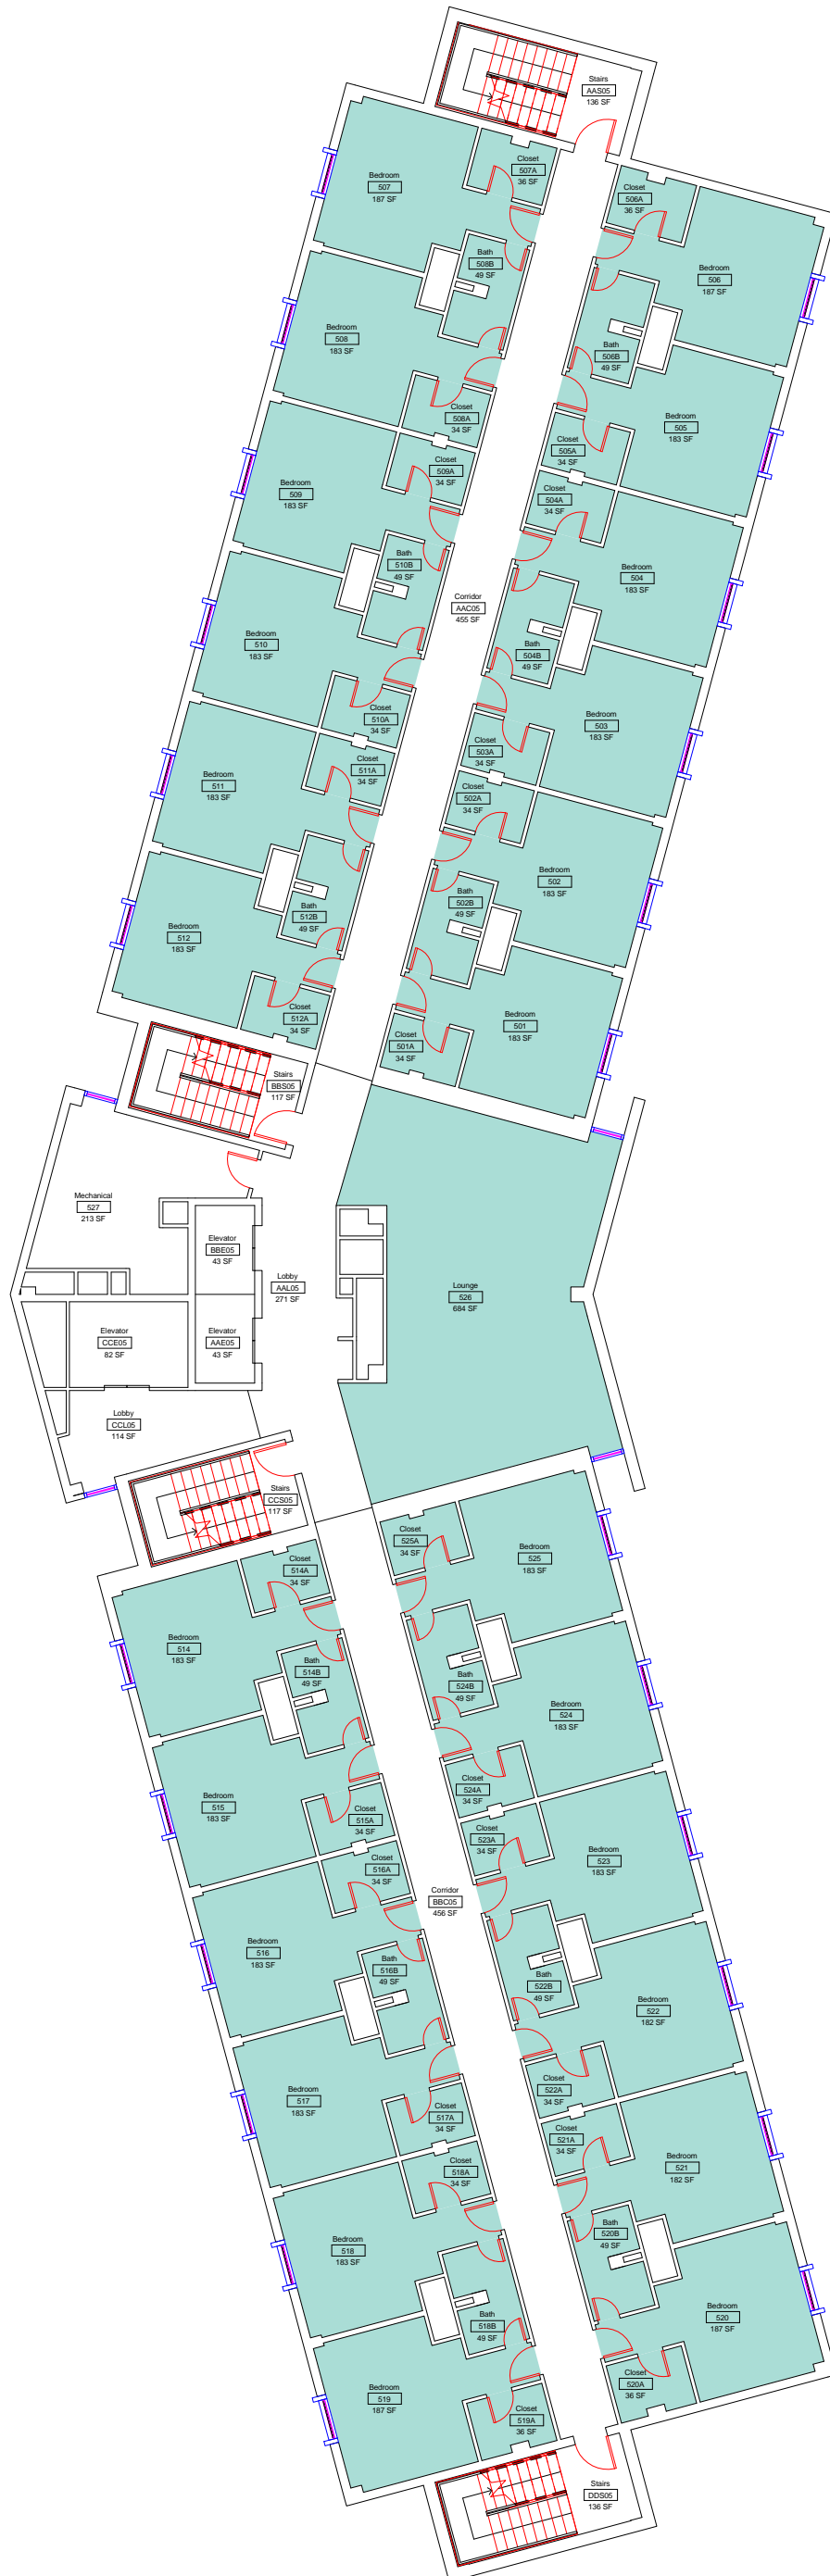 Stairs
AAS05
136 SF
Closet
507A
36 SF
Bedroom
507
187 SF
Closet
506A
36 SF
Bath
508B
49 SF
Bedroom
506
187 SF
Bedroom
508
183 SF
Bath
506B
49 SF
Bedroom
505
183 SF
Closet
508A
34 SF
Closet
505A
34 SF
Closet
509A
34 SF
Bedroom
509
183 SF
Closet
504A
34 SF
Bath
510B
49 SF
Bedroom
504
183 SF
Corridor
AAC05
455 SF
Bedroom
510
183 SF
Bath
504B
49 SF
Bedroom
503
183 SF
Closet
510A
34 SF
Closet
503A
34 SF
Closet
511A
34 SF
Bedroom
511
183 SF
Closet
502A
34 SF
Bedroom
502
183 SF
Bath
502B
49 SF
Bath
512B
49 SF
Bedroom
512
183 SF
Closet
512A
34 SF
Bedroom
501
183 SF
Closet
501A
34 SF
Stairs
BBS05
117 SF
Mechanical
527
213 SF
Elevator
BBE05
43 SF
Lobby
AAL05
271 SF
Lounge
526
684 SF
Elevator
CCE05
82 SF
Elevator
AAE05
43 SF
Lobby
CCL05
114 SF
Stairs
CCS05
117 SF
Closet
525A
34 SF
Bedroom
525
183 SF
Closet
514A
34 SF
Bedroom
514
183 SF
Bath
514B
49 SF
Bath
524B
49 SF
Bedroom
524
183 SF
Bedroom
515
183 SF
Closet
524A
34 SF
Closet
515A
34 SF
Closet
523A
34 SF
Bedroom
523
183 SF
Closet
516A
34 SF
Corridor
BBC05
456 SF
Bedroom
516
183 SF
Bath
516B
49 SF
Bath
522B
49 SF
Bedroom
522
182 SF
Bedroom
517
183 SF
Closet
522A
34 SF
Closet
517A
34 SF
Closet
521A
34 SF
Bedroom
521
182 SF
Closet
518A
34 SF
Bedroom
518
183 SF
Bath
520B
49 SF
Bath
518B
49 SF
Bedroom
520
187 SF
Bedroom
519
187 SF
Closet
520A
36 SF
Closet
519A
36 SF
Stairs
DDS05
136 SF